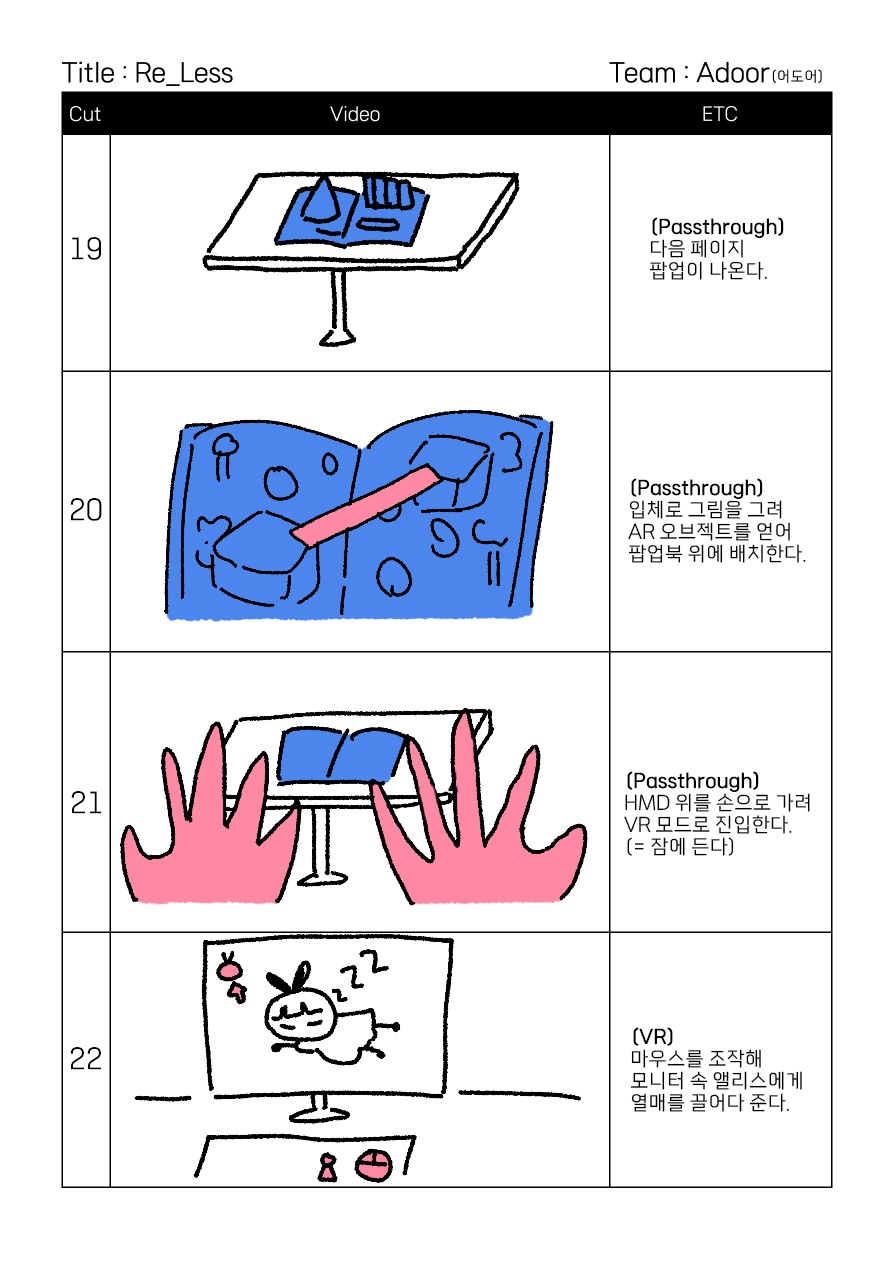 Title : Re_Less
Team : Adoor(어도어)
Cut
Video
ETC
19
(Passthrough)
다음 페이지
팝업이 나온다.
20
(Passthrough)
입체로 그림을 그려
AR 오브젝트를 얻어
팝업북 위에 배치한다.
21
(Passthrough)
HMD 위를 손으로 가려
VR 모드로 진입한다.
(= 잠에 든다)
22
z z z
(VR)
마우스를 조작해
모니터 속 앨리스에게
열매를 끌어다 준다.